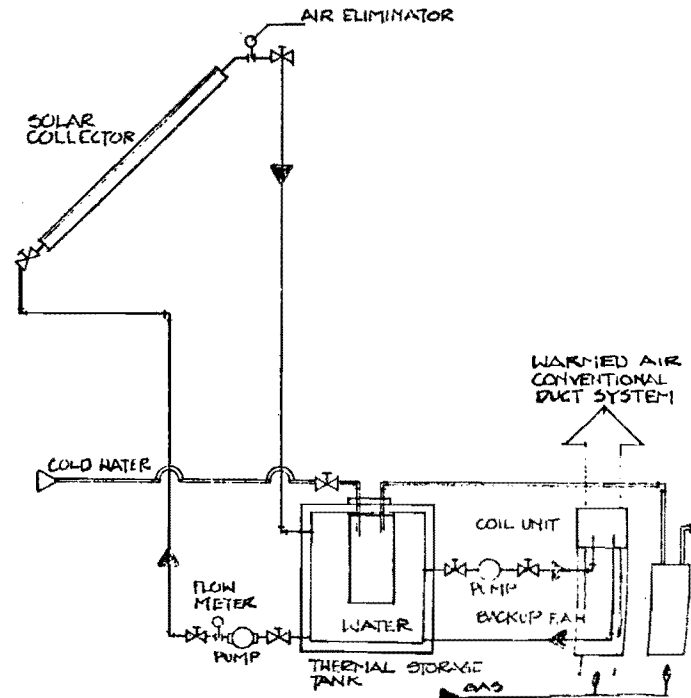 AIR ELIMINATOR
SOLAR
COLLECTOR
WARMED AIR
CONVENTIONAL
DUCT SYSTEM
COLD WATER
COIL UNIT
FLOW
METER
PUMP
BACKUP F.A.H
WATER
PUMP
THERMAL STORAGE
TANK
GAS